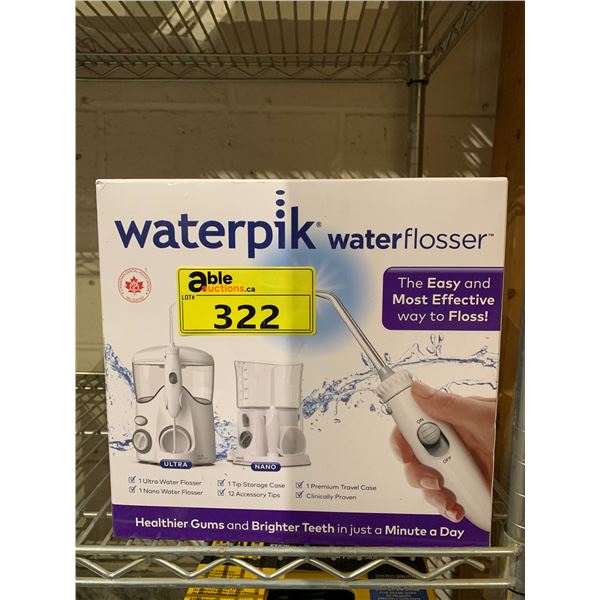 waterpik® waterflosser™
able
auctions.ca
LOT#
322
The Easy and
Most Effective
way to Floss!
ON
OFF
ULTRA
NANO
1 Ultra Water Flosser
1 Nano Water Flosser
1 Tip Storage Case
12 Accessory Tips
1 Premium Travel Case
Clinically Proven
Healthier Gums and Brighter Teeth in just a Minute a Day